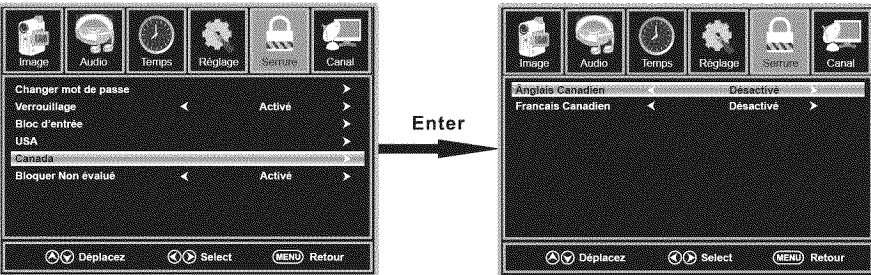 Image Audio Temps Réglage Serrure Canal
Changer mot de passe
Verrouillage Activé
Bloc d'entrée
USA
Canada
Bloquer Non évalué Activé
Déplacez Select MENU Retour
Enter
Image Audio Temps Réglage Serrure Canal
Ânglais Canadien Désactivé
Francais Canadien Désactivé
Déplacez Select MENU Retour